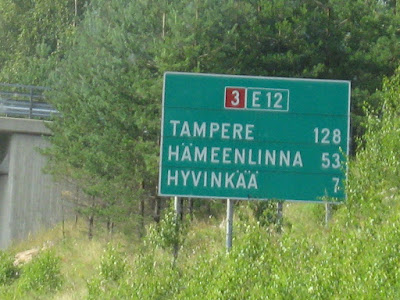 3 E12
TAMPERE 128
HÄMEENLINNA 53
HYVINKÄÄ 7